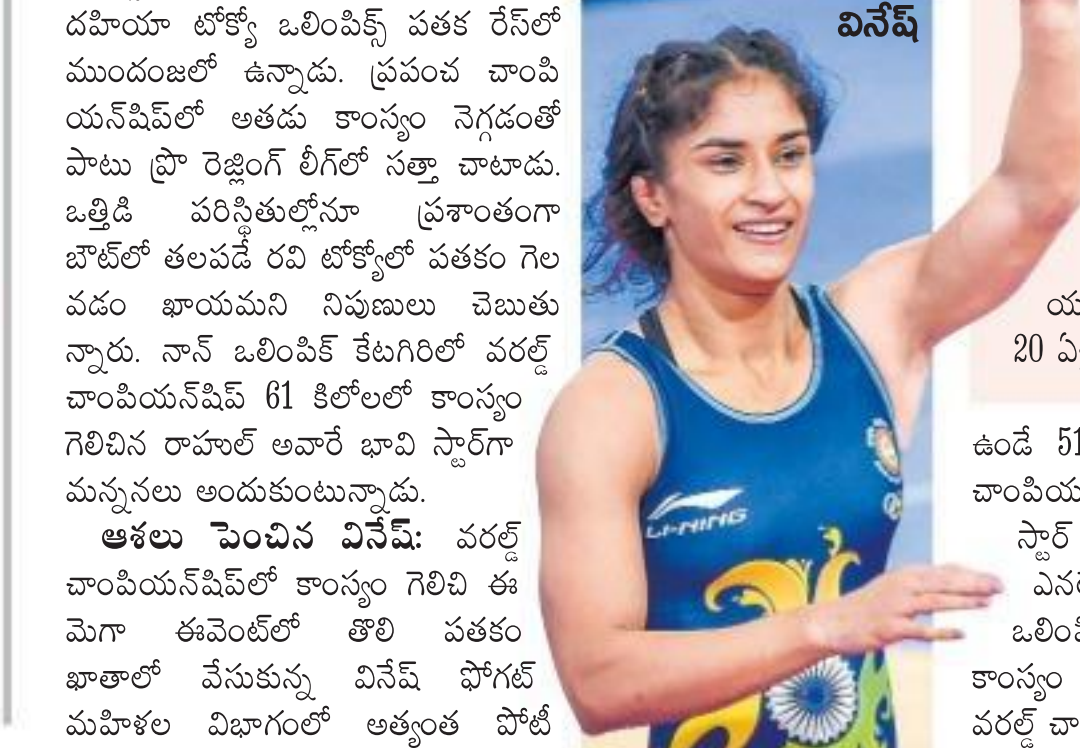 దహియా టోక్యో ఒలింపిక్స్ పతక రేస్‌లో
ముందంజలో ఉన్నాడు. ప్రపంచ చాంపి
యన్‌షిప్‌లో అతడు కాంస్యం నెగ్గడంతో
పాటు ప్రొ రెజ్లింగ్ లీగ్‌లో సత్తా చాటాడు.
ఒత్తిడి పరిస్థితుల్లోనూ ప్రశాంతంగా
బౌట్‌లో తలపడే రవి టోక్యోలో పతకం గెల
వడం ఖాయమని నిపుణులు చెబుతు
న్నారు. నాన్ ఒలింపిక్ కేటగిరిలో వరల్డ్
చాంపియన్‌షిప్ 61 కిలోలలో కాంస్యం
గెలిచిన రాహుల్ అవారే భావి స్టార్‌గా
మన్ననలు అందుకుంటున్నాడు.
ఆశలు పెంచిన వినేష్: వరల్డ్
చాంపియన్‌షిప్‌లో కాంస్యం గెలిచి ఈ
మెగా ఈవెంట్‌లో తొలి పతకం
ఖాతాలో వేసుకున్న వినేష్ ఫోగట్
మహిళల విభాగంలో అత్యంత పోటీ
వినేష్
LI-NING
20
ఉండే 51
చాంపియ
స్టార్
ఒలింపి
కాంస్యం
వరల్డ్ చా